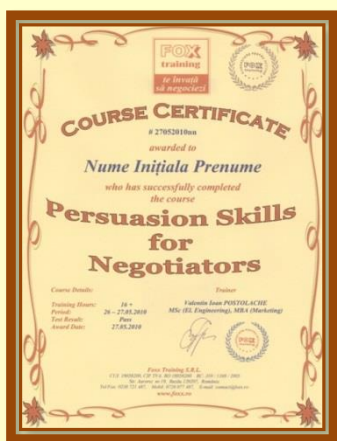 FOX
training
te învață
să negociezi
COURSE CERTIFICATE
# 27052010nn
awarded to
Nume Inițiala Prenume
who has successfully completed
the course
Persuasion Skills
for
Negotiators
Course Details:
Trainer
Training Hours: 16 +
Period: 26 – 27.05.2010
Test Result: Pass
Award Date: 27.05.2010
Valentin Ioan POSTOLACHE
MSc (EL Engineering), MBA (Marketing)
Foxx Training S.R.L.
www.foxx.ro